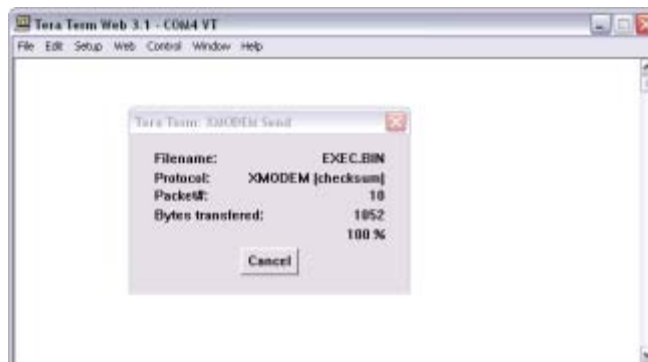 Tera Term Web 3.1 - COM4 VT
File Edit Setup Web Control Window Help
Tera Term: XMODEM Send
Filename: EXEC.BIN
Protocol: XMODEM (checksum)
Packet#: 10
Bytes transfered: 1052
100 %
Cancel